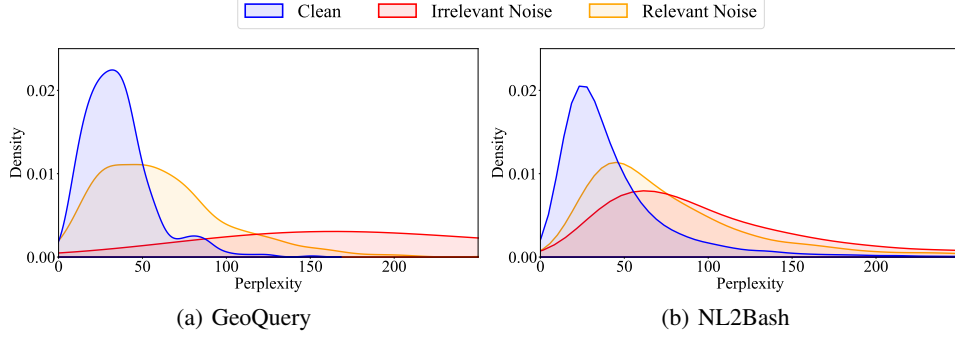 Clean Irrelevant Noise Relevant Noise
Density
0.02
0.01
0.00
0 50 100 150 200
Perplexity
(a) GeoQuery
Density
0.02
0.01
0.00
0 50 100 150 200
Perplexity
(b) NL2Bash